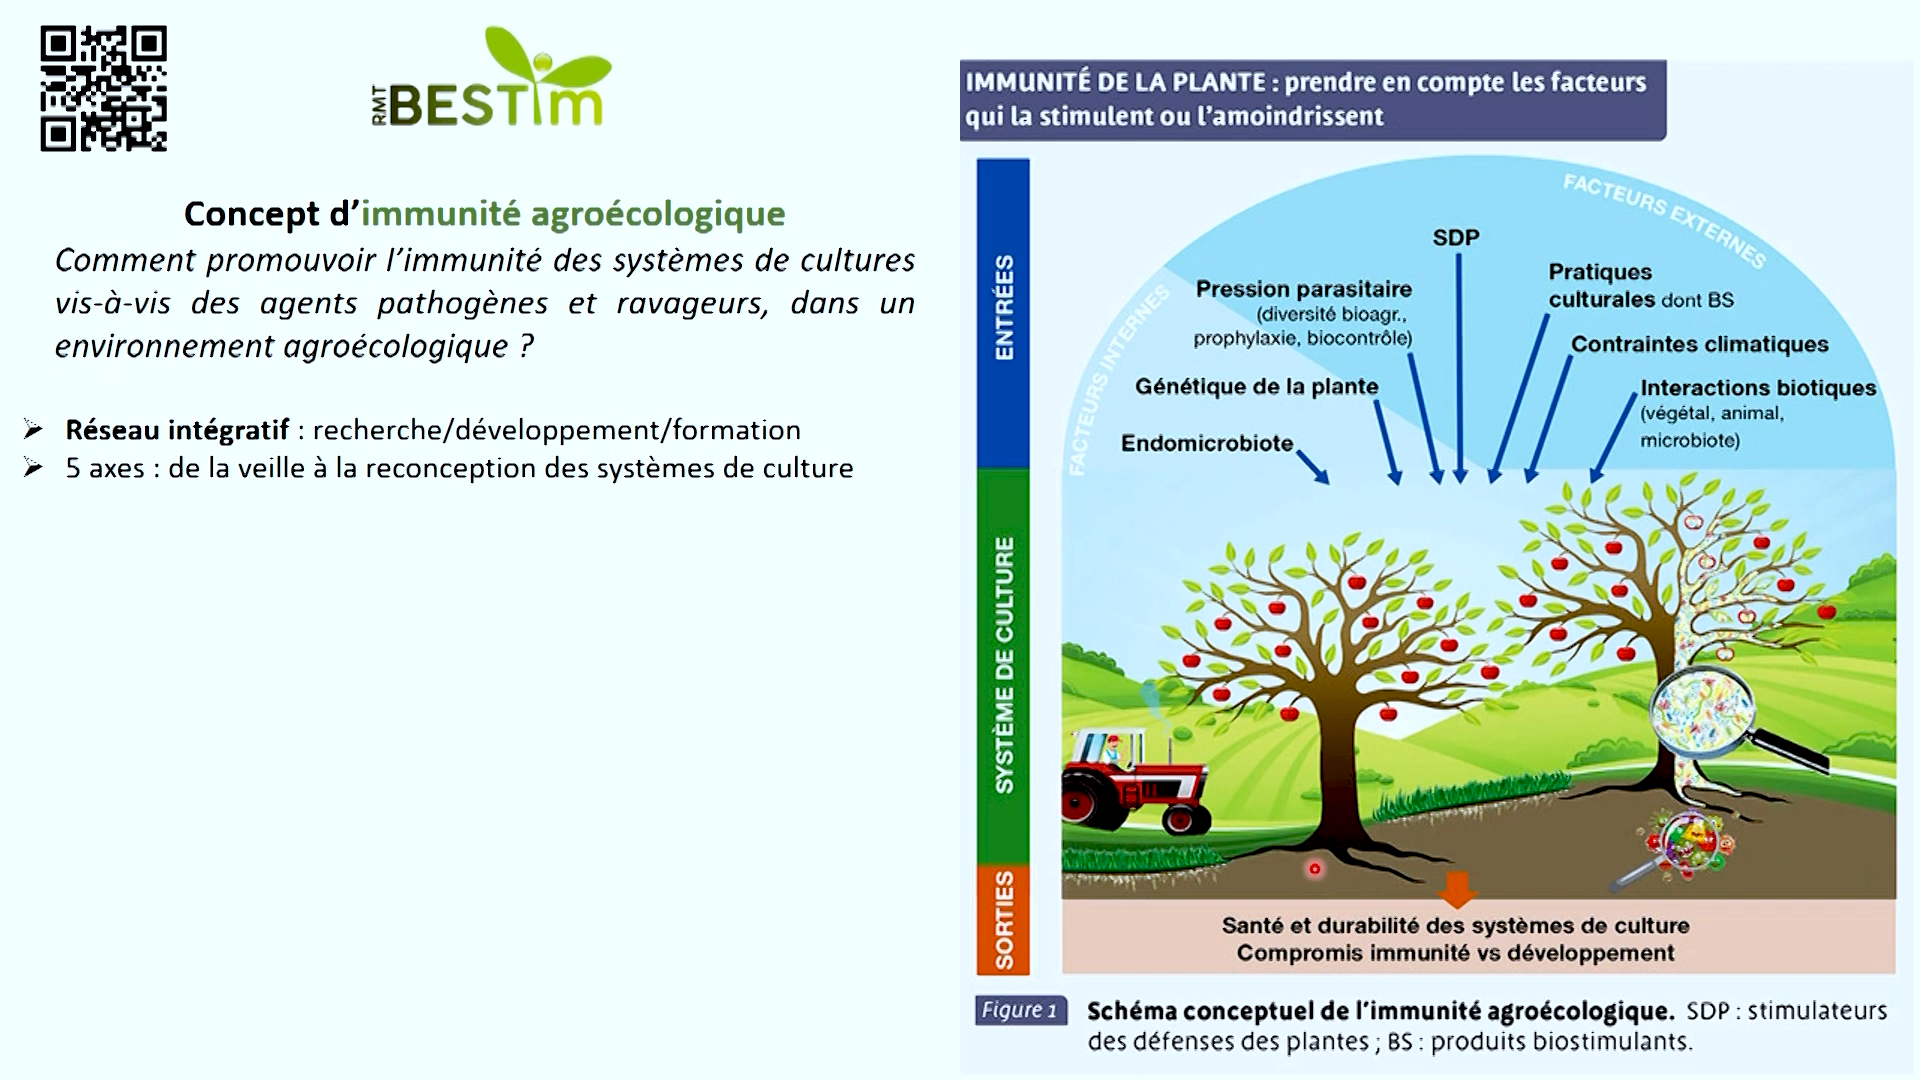 RMT BESTim
Concept d’immunité agroécologique
Comment promouvoir l’immunité des systèmes de cultures
vis-à-vis des agents pathogènes et ravageurs, dans un
environnement agroécologique ?
Réseau intégratif : recherche/développement/formation
5 axes : de la veille à la reconception des systèmes de culture
IMMUNITÉ DE LA PLANTE : prendre en compte les facteurs
qui la stimulent ou l’amoindrissent
ENTRÉES
SYSTÈME DE CULTURE
SORTIES
FACTEURS INTERNES
FACTEURS EXTERNES
SDP
Pression parasitaire
(diversité bioagr.,
prophylaxie, biocontrôle)
Génétique de la plante
Endomicrobiote
Pratiques
culturales dont BS
Contraintes climatiques
Interactions biotiques
(végétal, animal,
microbiote)
Santé et durabilité des systèmes de culture
Compromis immunité vs développement
Figure 1
Schéma conceptuel de l’immunité agroécologique. SDP : stimulateurs
des défenses des plantes ; BS : produits biostimulants.